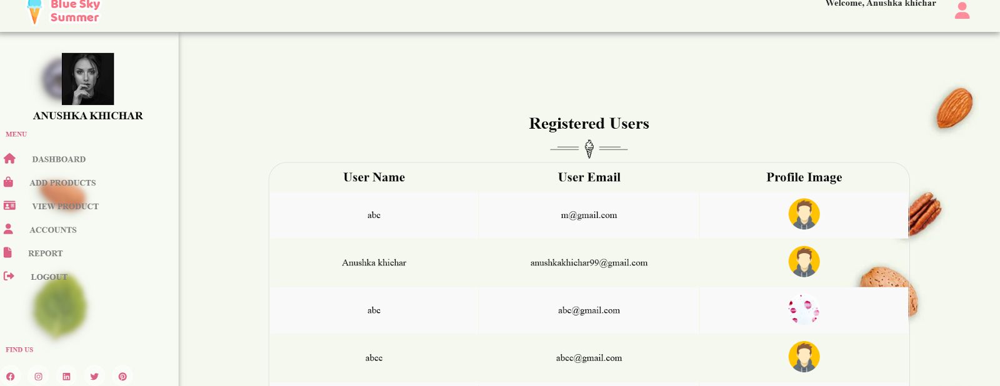 Blue Sky
Summer
Welcome, Anushka khichar
ANUSHKA KHICHAR
MENU
DASHBOARD
ADD PRODUCTS
VIEW PRODUCT
ACCOUNTS
REPORT
LOGOUT
FIND US
Registered Users
User Name User Email Profile Image
abc m@gmail.com
Anushka khichar anushkakhichar99@gmail.com
abc abc@gmail.com
abcc abcc@gmail.com